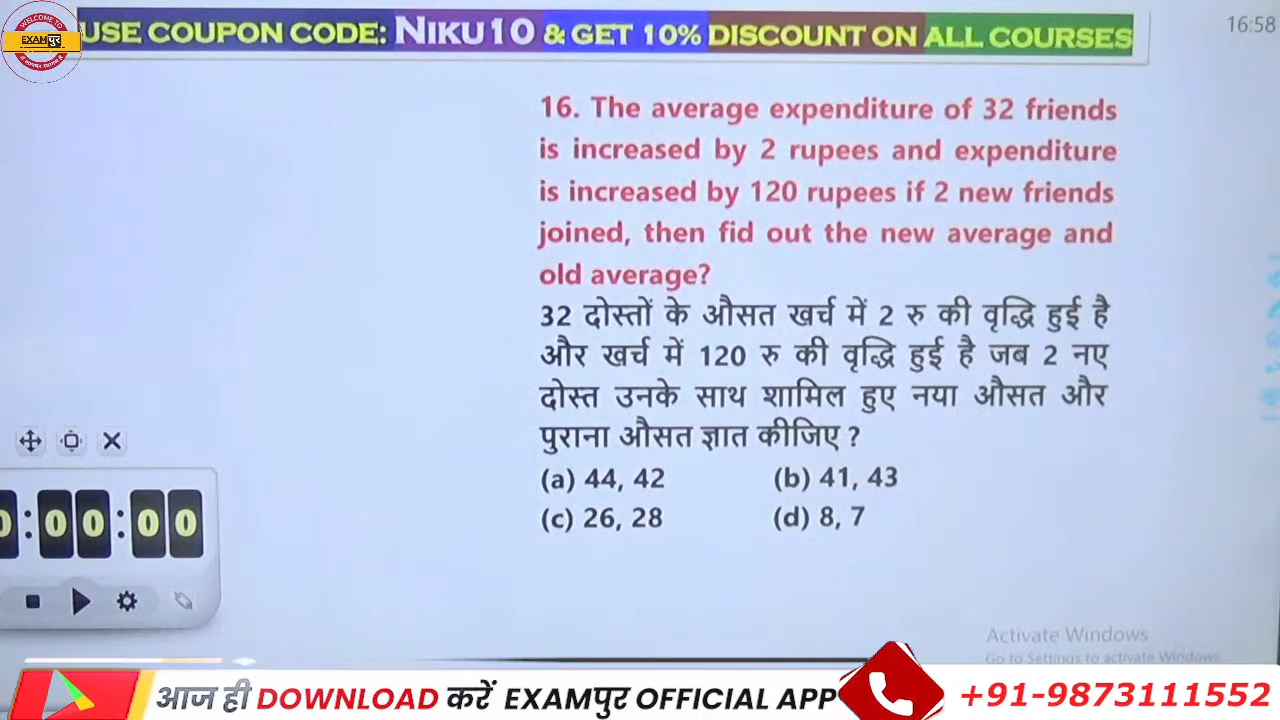 WELCOME TO
EXAMपुर
USE COUPON CODE: NIKU10 & GET 10% DISCOUNT ON ALL COURSES
16:58
16. The average expenditure of 32 friends
is increased by 2 rupees and expenditure
is increased by 120 rupees if 2 new friends
joined, then fid out the new average and
old average?
32 दोस्तों के औसत खर्च में 2 रु की वृद्धि हुई है
और खर्च में 120 रु की वृद्धि हुई है जब 2 नए
दोस्त उनके साथ शामिल हुए नया औसत और
पुराना औसत ज्ञात कीजिए ?
(a) 44, 42 (b) 41, 43
(c) 26, 28 (d) 8, 7
0:00:00
Activate Windows
Go to Settings to activate Windows.
आज ही DOWNLOAD करें EXAMपुर OFFICIAL APP
+91-9873111552